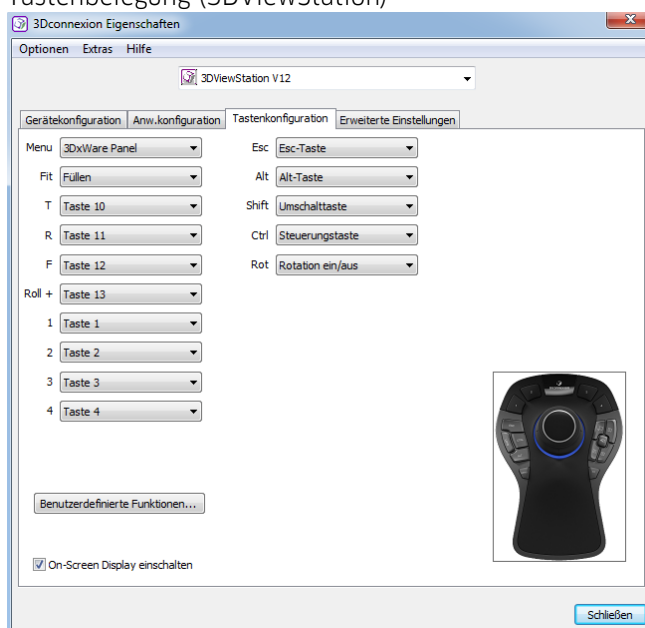 Tastenbelegung (3DViewStation)
3Dconnexion Eigenschaften
Optionen Extras Hilfe
3DViewStation V12
Gerätekonfiguration Anw.konfiguration Tastenkonfiguration Erweiterte Einstellungen
Menu 3DxWare Panel Esc Esc-Taste
Fit Füllen Alt Alt-Taste
T Taste 10 Shift Umschalttaste
R Taste 11 Ctrl Steuerungstaste
F Taste 12 Rot Rotation ein/aus
Roll + Taste 13
1 Taste 1
2 Taste 2
3 Taste 3
4 Taste 4
Benutzerdefinierte Funktionen...
On-Screen Display einschalten
Schließen